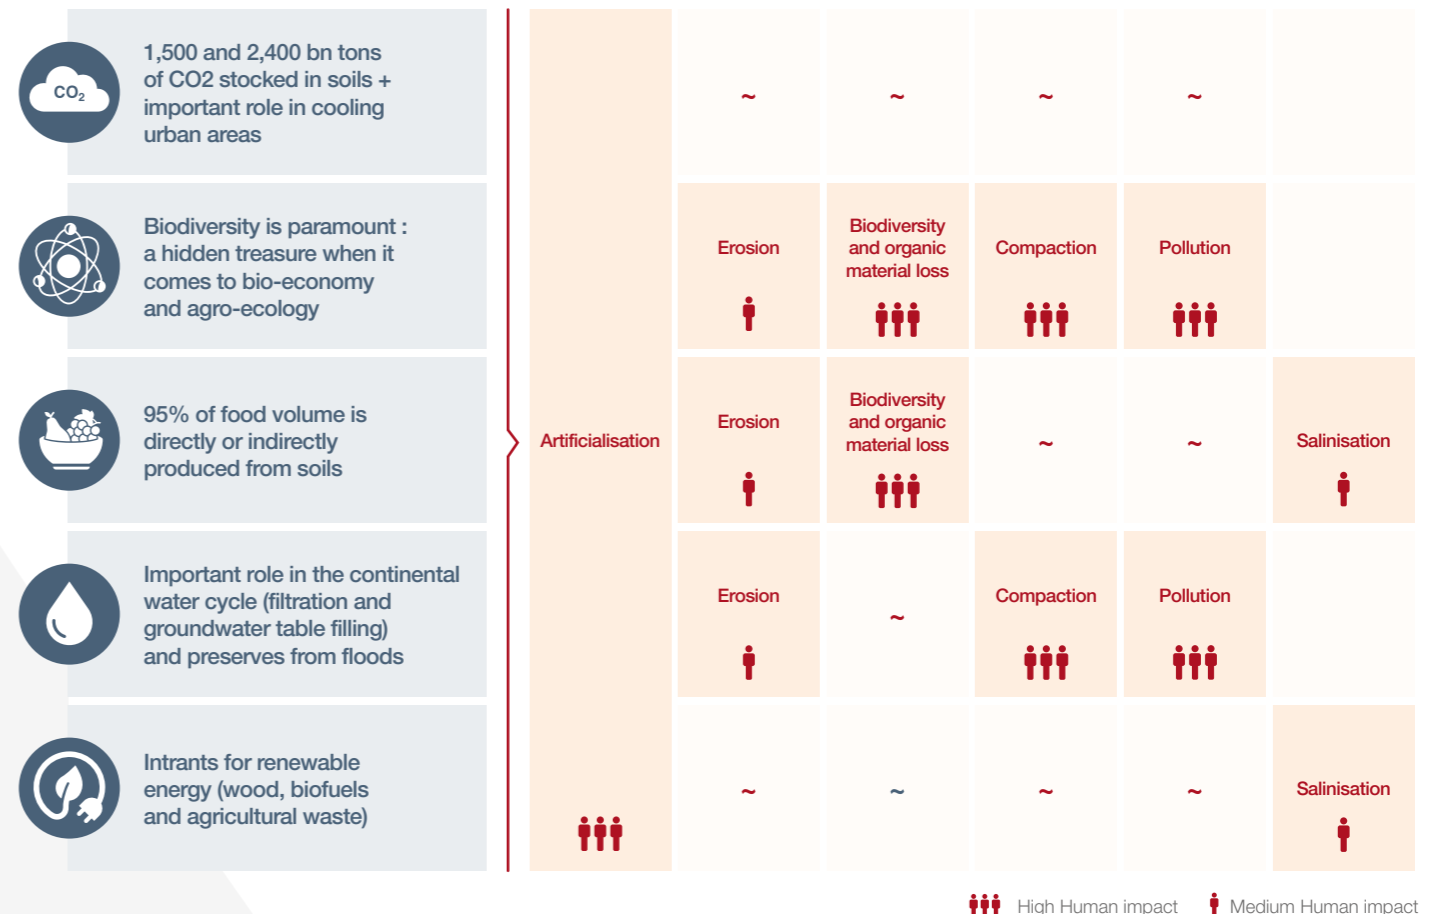 CO₂
1,500 and 2,400 bn tons
of CO2 stocked in soils +
important role in cooling
urban areas
~
~
~
~
Biodiversity is paramount :
a hidden treasure when it
comes to bio-economy
and agro-ecology
Erosion
Biodiversity
and organic
material loss
Compaction
Pollution
95% of food volume is
directly or indirectly
produced from soils
Artificialisation
Erosion
Biodiversity
and organic
material loss
~
~
Salinisation
Important role in the continental
water cycle (filtration and
groundwater table filling)
and preserves from floods
Erosion
~
Compaction
Pollution
Intrants for renewable
energy (wood, biofuels
and agricultural waste)
~
~
~
~
Salinisation
High Human impact
Medium Human impact